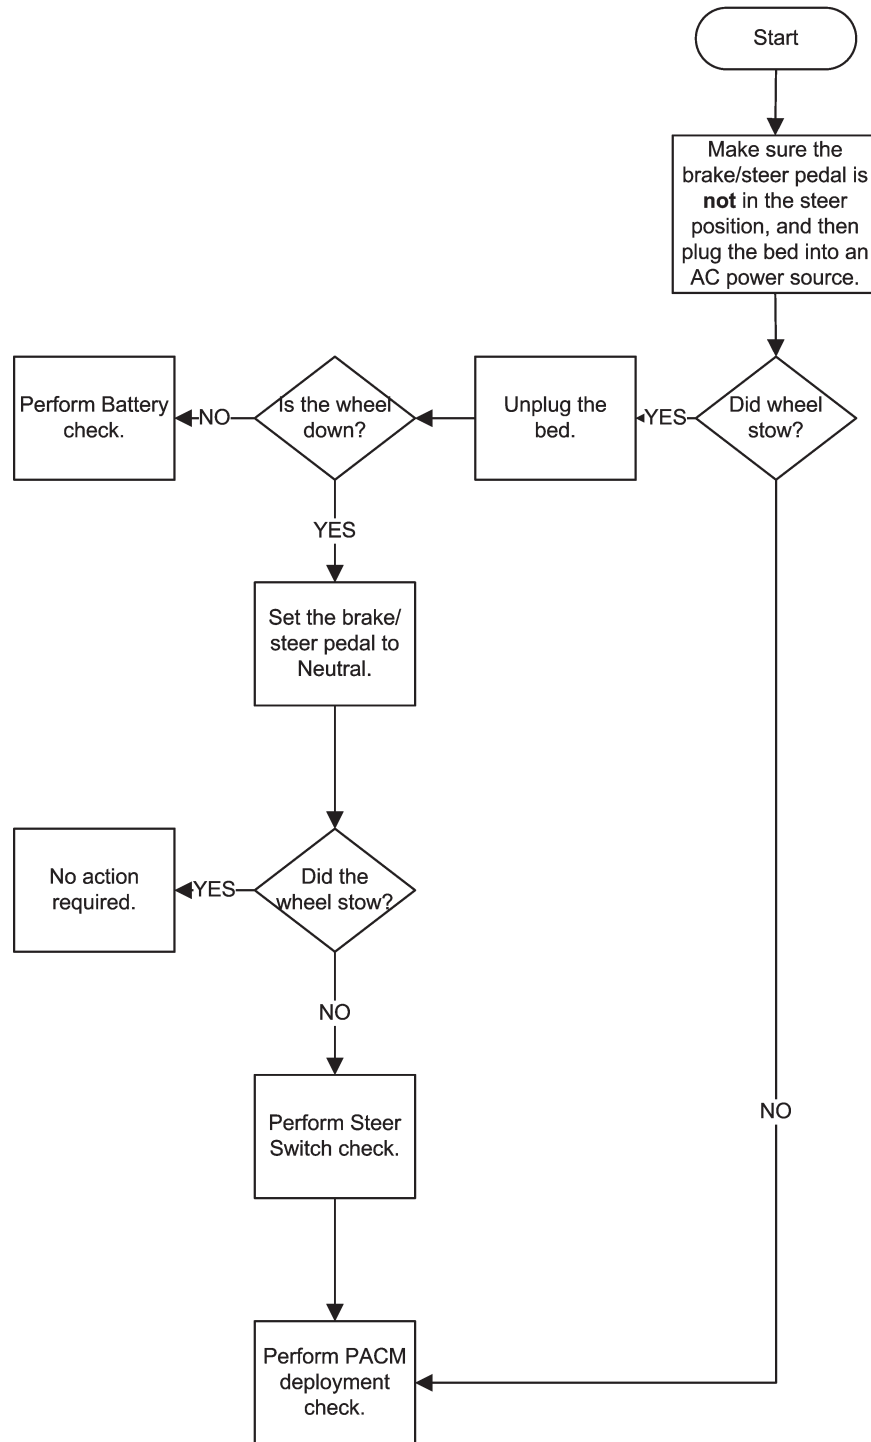 Start
Make sure the
brake/steer pedal is
not in the steer
position, and then
plug the bed into an
AC power source.
Perform Battery
check.
NO
Is the wheel
down?
Unplug the
bed.
YES
Did wheel
stow?
YES
Set the brake/
steer pedal to
Neutral.
No action
required.
YES
Did the
wheel stow?
NO
Perform Steer
Switch check.
NO
Perform PACM
deployment
check.